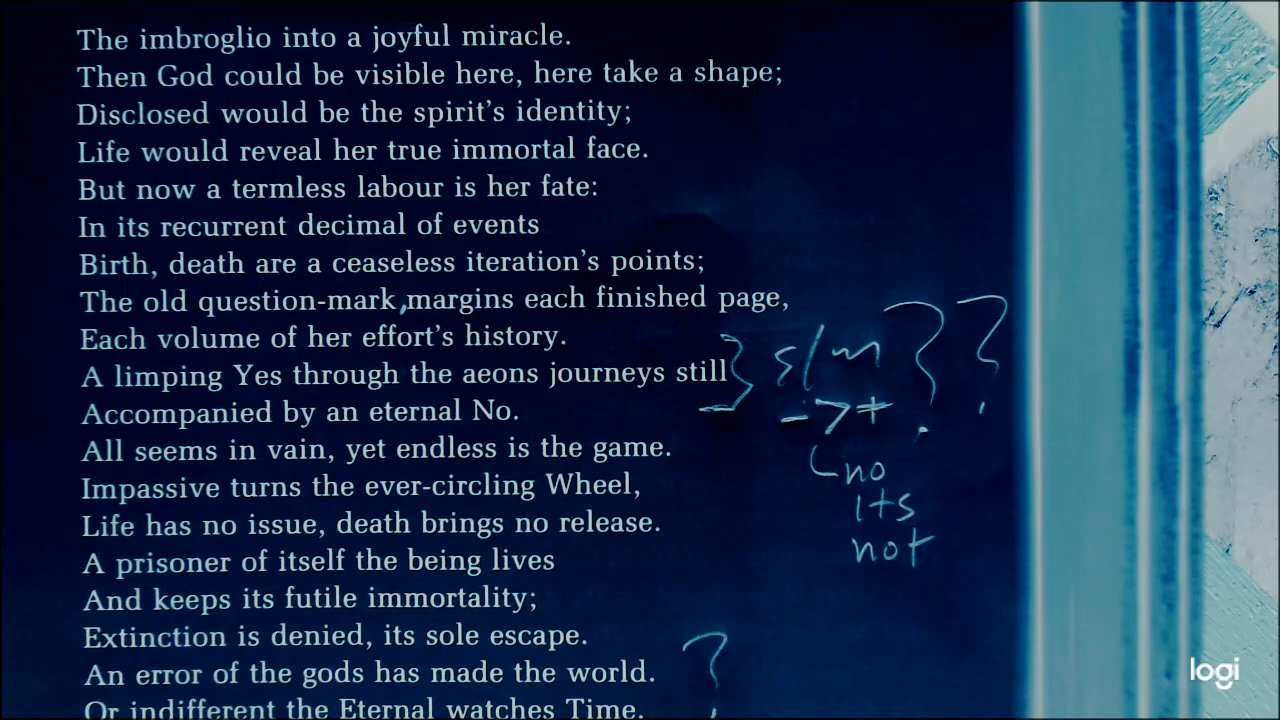 The imbroglio into a joyful miracle.
Then God could be visible here, here take a shape;
Disclosed would be the spirit's identity;
Life would reveal her true immortal face.
But now a termless labour is her fate:
In its recurrent decimal of events
Birth, death are a ceaseless iteration's points;
The old question-mark,margins each finished page,
Each volume of her effort's history.
A limping Yes through the aeons journeys still
Accompanied by an eternal No.
All seems in vain, yet endless is the game.
Impassive turns the ever-circling Wheel,
Life has no issue, death brings no release.
A prisoner of itself the being lives
And keeps its futile immortality;
Extinction is denied, its sole escape.
An error of the gods has made the world.
Or indifferent the Eternal watches Time.
} s/m ? ?
- > +
no
its
not
?
logi